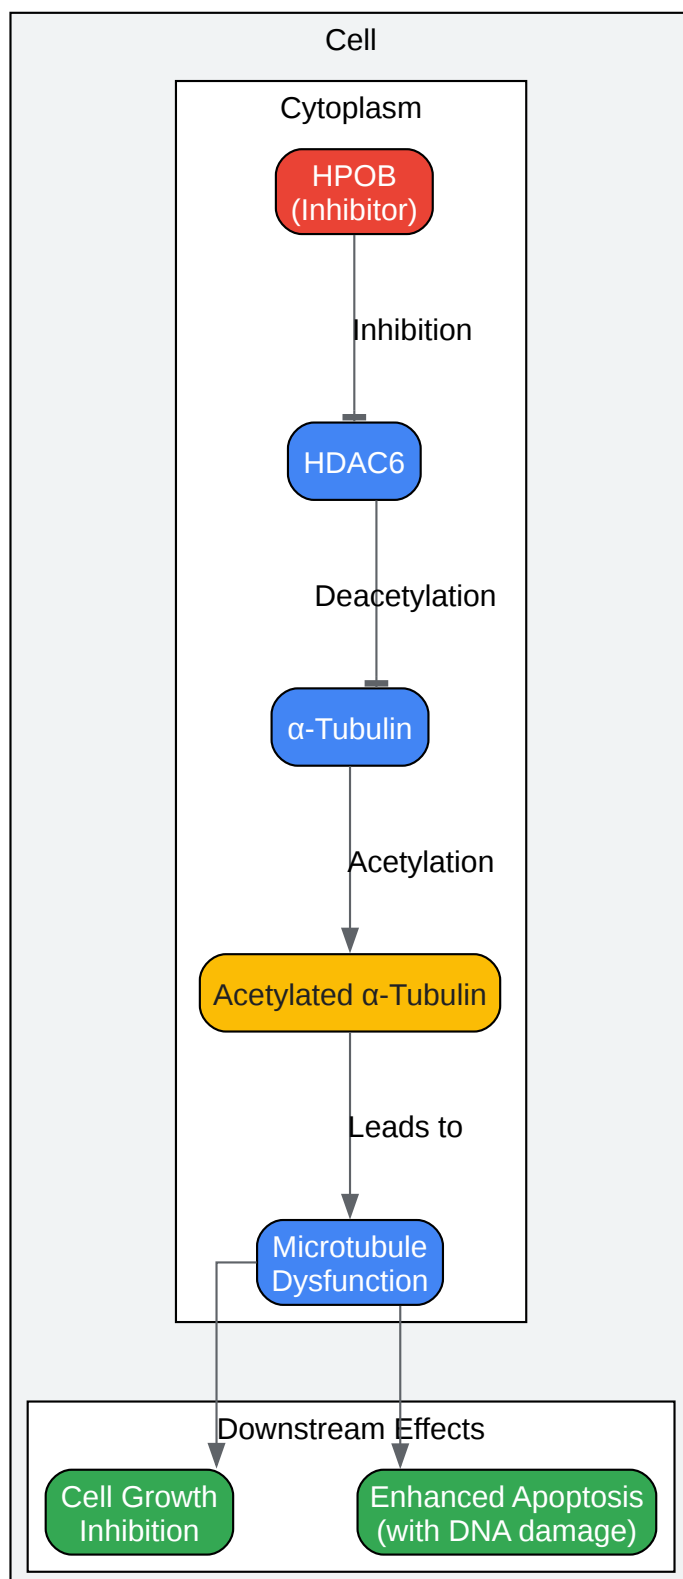 Cell
Cytoplasm
HPOB
(Inhibitor)
Inhibition
HDAC6
Deacetylation
α-Tubulin
Acetylation
Acetylated α-Tubulin
Leads to
Microtubule
Dysfunction
Downstream Effects
Cell Growth
Inhibition
Enhanced Apoptosis
(with DNA damage)